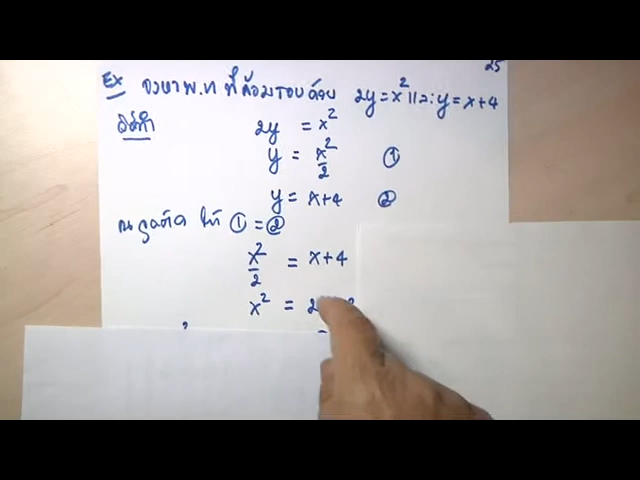 25
Ex จงหา พ.ท ที่ล้อมรอบด้วย 2y = x² และ y = x+4
วิธีทำ 2y = x²
y = x²/2 ①
y = x+4 ②
ณ จุดตัด ให้ ① = ②
x²/2 = x+4
x² = 2